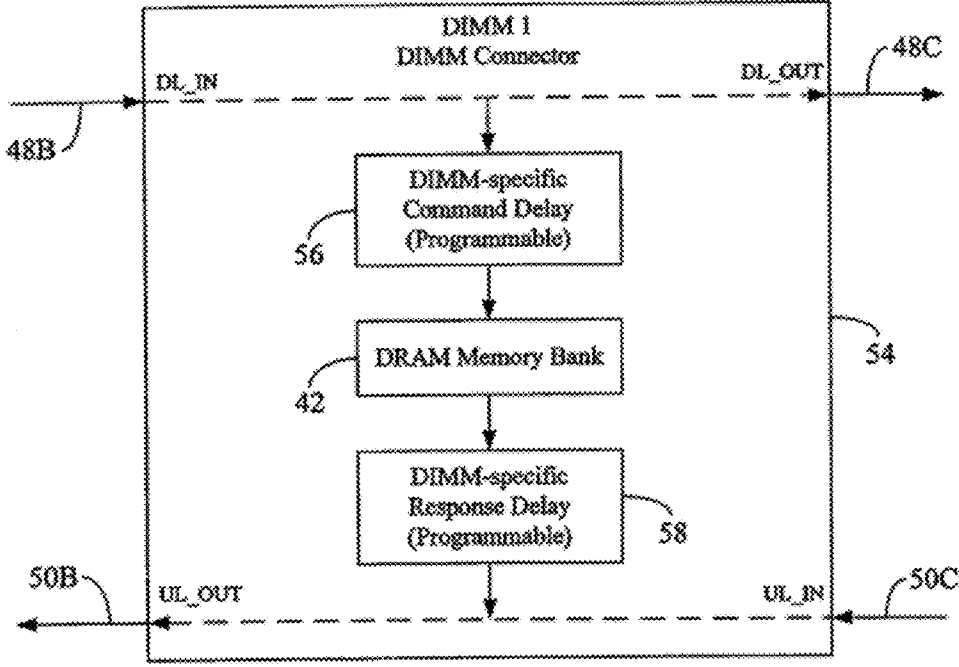 DIMM 1
DIMM Connector
DL_IN
DL_OUT
48C
48B
DIMM-specific
Command Delay
(Programmable)
56
DRAM Memory Bank
54
42
DIMM-specific
Response Delay
(Programmable)
58
50B
UL_OUT
UL_IN
50C